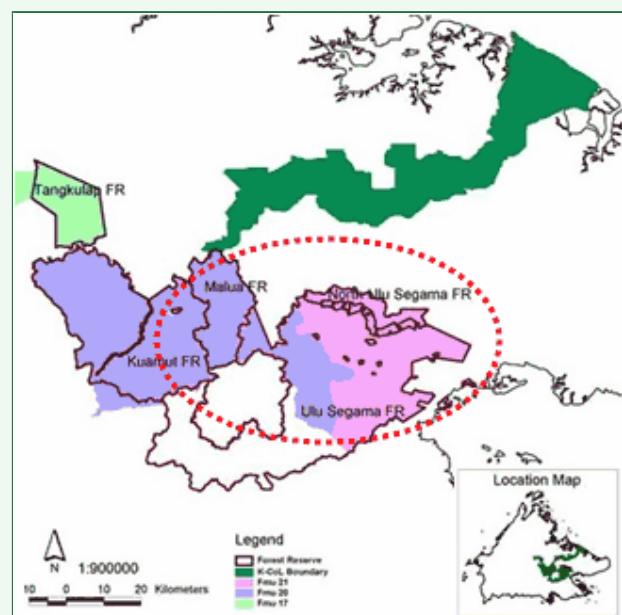 Tangkulap FR
Malua FR
North Ulu Segama FR
Kuamut FR
Ulu Segama FR
Location Map
N
1:900000
10 0 10 20 Kilometers
Legend
Forest Reserve
K-CoL Boundary
Fmu 21
Fmu 20
Fmu 17